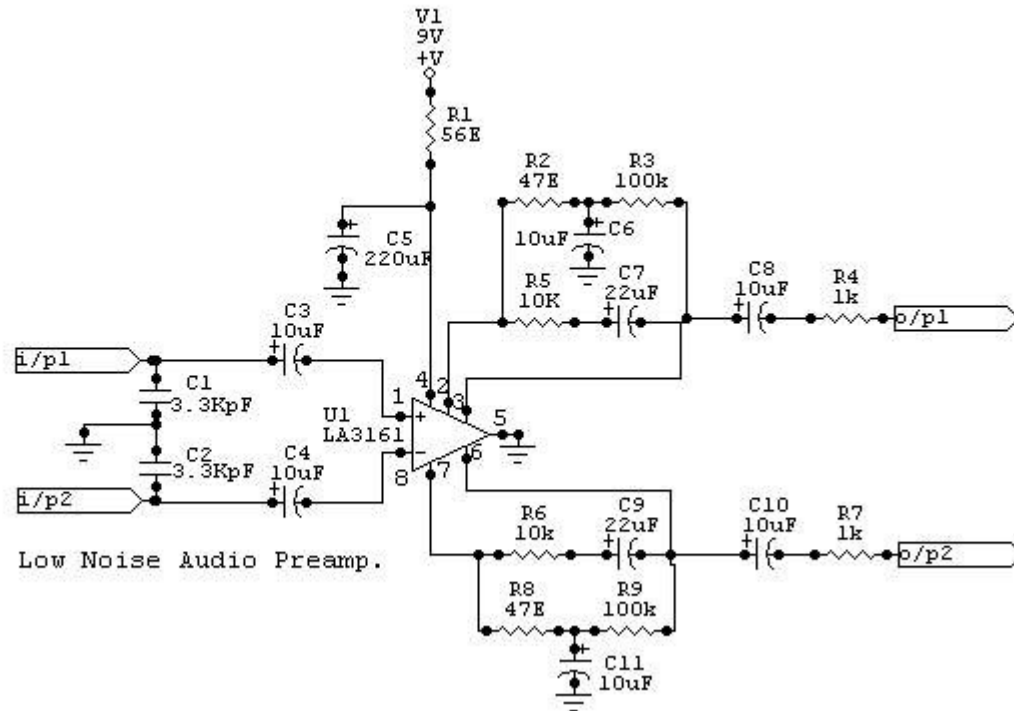 V1
9V
+V
R1
56E
R2
47E
R3
100k
C6
10uF
C5
220uF
R5
10K
C7
22uF
C8
10uF
R4
1k
o/p1
C3
10uF
i/p1
C1
3.3KpF
4
2
3
1
+
U1
LA3161
5
-
8
7
6
C2
3.3KpF
C4
10uF
i/p2
R6
10k
C9
22uF
C10
10uF
R7
1k
o/p2
Low Noise Audio Preamp.
R8
47E
R9
100k
C11
10uF